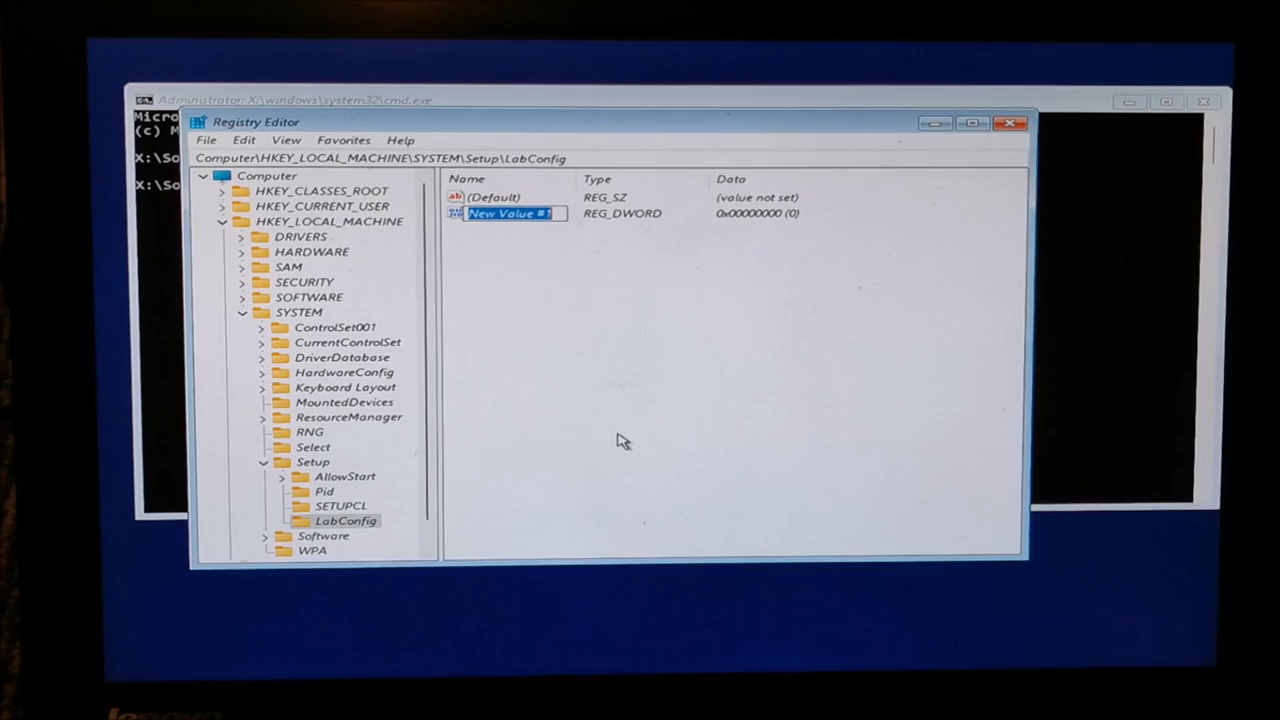 Administrator: X:\windows\system32\cmd.exe
Micro
(c) M
X:\So
X:\So
Registry Editor
File Edit View Favorites Help
Computer\HKEY_LOCAL_MACHINE\SYSTEM\Setup\LabConfig
Computer
HKEY_CLASSES_ROOT
HKEY_CURRENT_USER
HKEY_LOCAL_MACHINE
DRIVERS
HARDWARE
SAM
SECURITY
SOFTWARE
SYSTEM
ControlSet001
CurrentControlSet
DriverDatabase
HardwareConfig
Keyboard Layout
MountedDevices
ResourceManager
RNG
Select
Setup
AllowStart
Pid
SETUPCL
LabConfig
Software
WPA
Name Type Data
(Default) REG_SZ (value not set)
New Value #1 REG_DWORD 0x00000000 (0)
lenovo